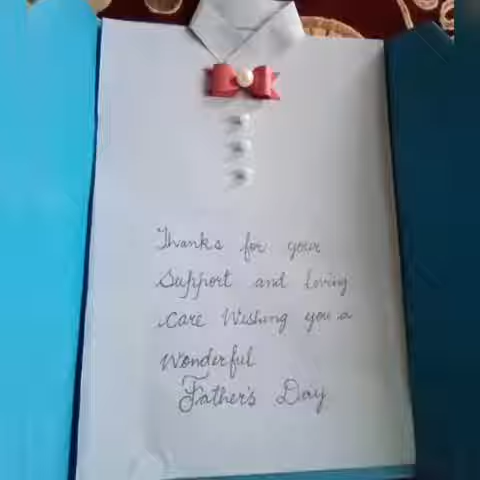 Thanks for your
Support and loving
care Wishing you a
Wonderful
Father's Day